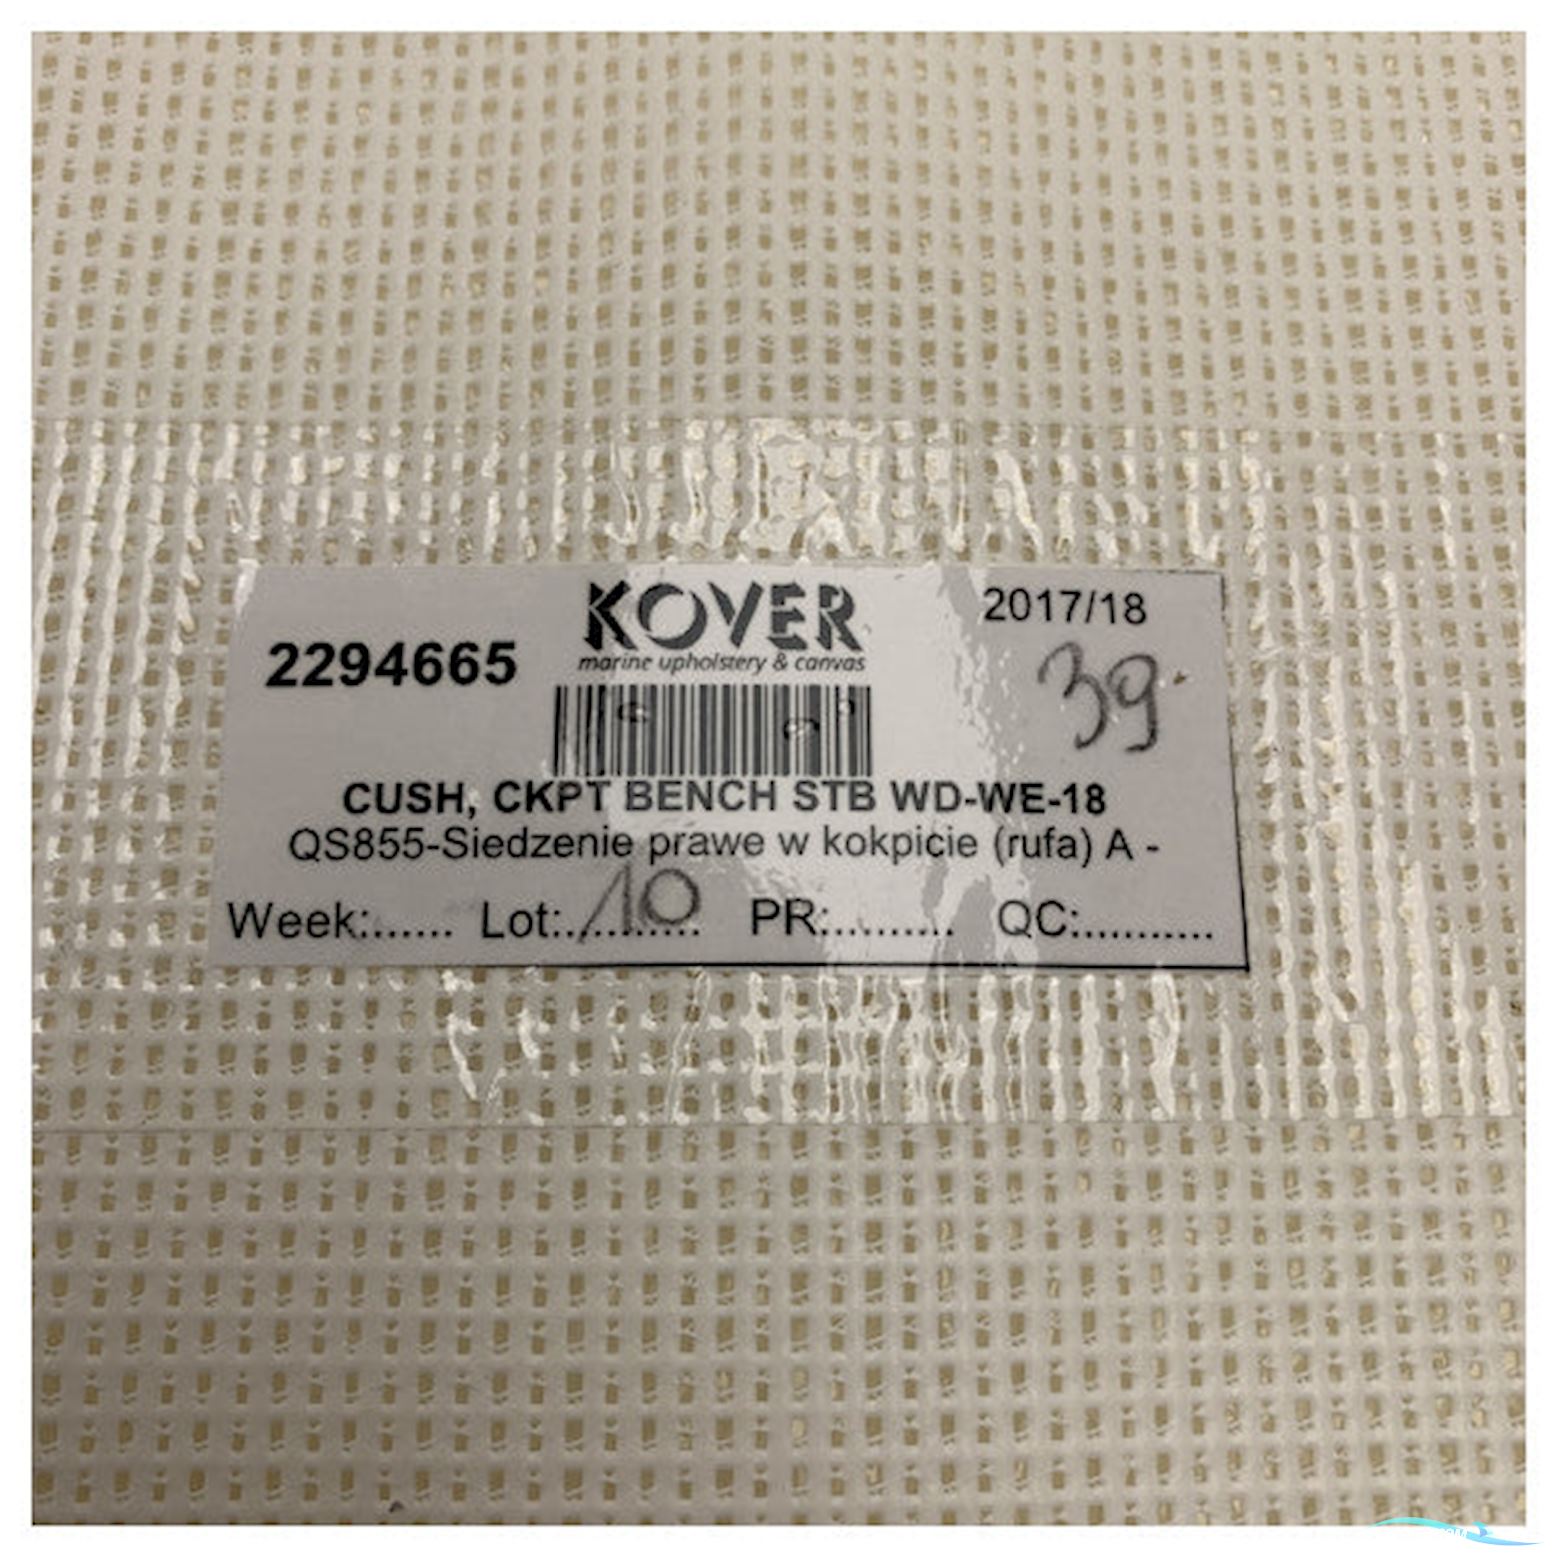 KOVER
marine upholstery & canvas
2017/18
2294665
39
CUSH, CKPT BENCH STB WD-WE-18
QS855-Siedzenie prawe w kokpicie (rufa) A -
Week:...... Lot:.10......... PR:.......... QC:...........